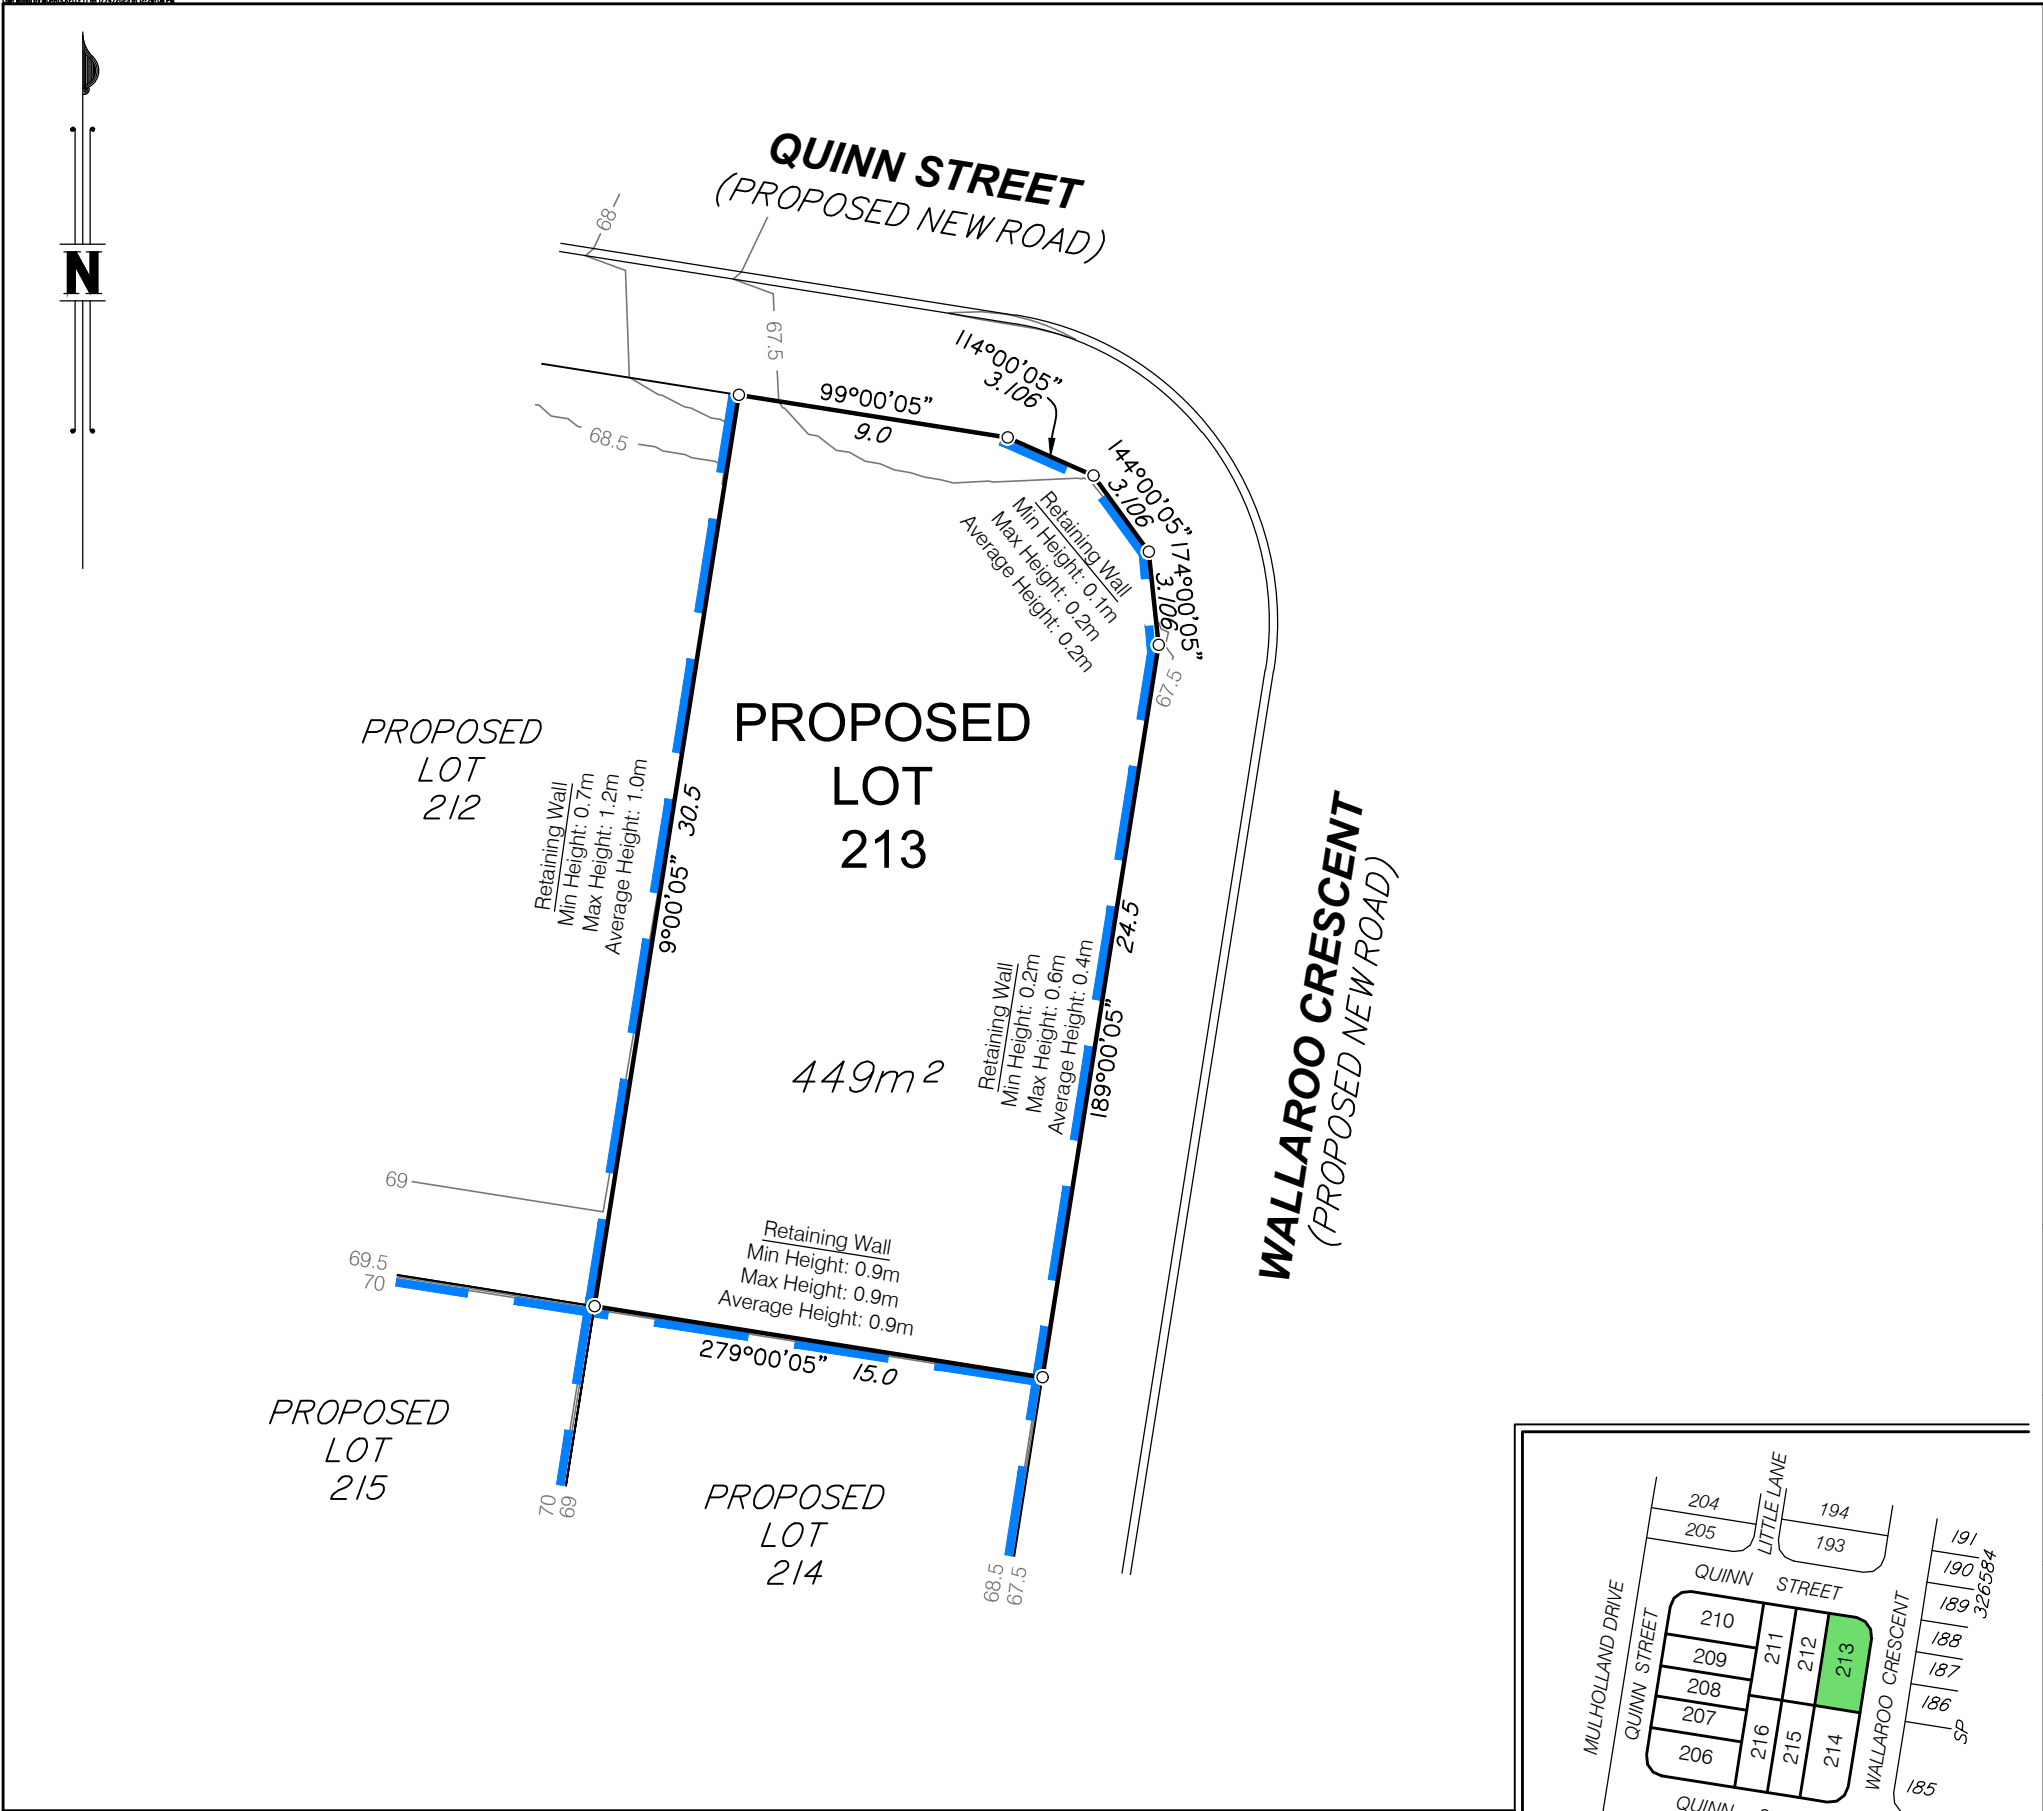 N
QUINN STREET
(PROPOSED NEW ROAD)
68
67.5
68.5
99°00'05"
9.0
114°00'05"
3.106
144°00'05"
3.106
174°00'05"
3.106
67.5
Retaining Wall
Min Height: 0.1m
Max Height: 0.2m
Average Height: 0.2m
PROPOSED
LOT
213
449m²
PROPOSED
LOT
212
Retaining Wall
Min Height: 0.7m
Max Height: 1.2m
Average Height: 1.0m
9°00'05" 30.5
Retaining Wall
Min Height: 0.2m
Max Height: 0.6m
Average Height: 0.4m
189°00'05" 24.5
WALLAROO CRESCENT
(PROPOSED NEW ROAD)
69
69.5
70
Retaining Wall
Min Height: 0.9m
Max Height: 0.9m
Average Height: 0.9m
279°00'05" 15.0
PROPOSED
LOT
215
70
69
PROPOSED
LOT
214
68.5
67.5
204
205
LITTLE LANE
194
193
191
190
189
188
187
186
185
SP 326584
QUINN STREET
MULHOLLAND DRIVE
QUINN STREET
210
209
208
207
206
211
212
213
216
215
214
WALLAROO CRESCENT
QUINN